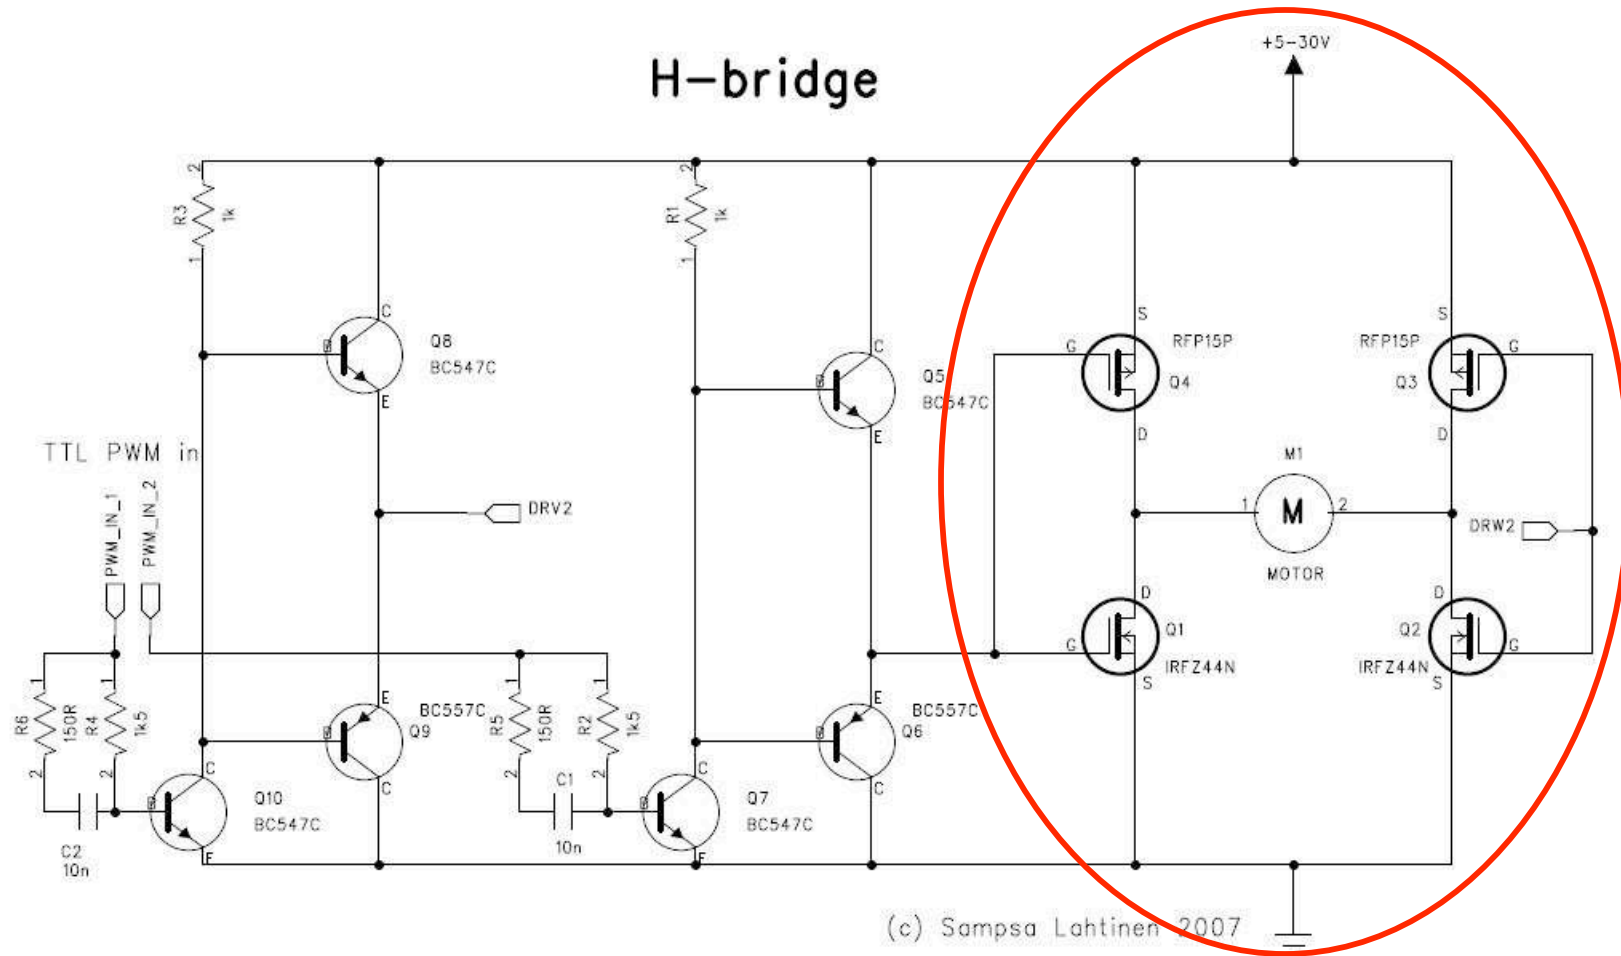 H-bridge
+5-30V
2
R3
1k
1
2
R1
1k
1
C
Q8
BC547C
E
C
Q5
BC547C
E
S
G
RFP15P
Q4
D
S
RFP15P
G
Q3
D
TTL PWM in
PWM_IN_1
PWM_IN_2
DRV2
M1
1
M
2
MOTOR
DRW2
D
G
Q1
IRFZ44N
S
D
Q2
G
IRFZ44N
S
1
R6
150R
2
1
R4
1k5
2
E
BC557C
Q9
C
1
R5
150R
2
1
R2
1k5
2
E
BC557C
Q6
C
C2
10n
C
Q10
BC547C
E
C1
10n
C
Q7
BC547C
E
(c) Sampsa Lahtinen 2007